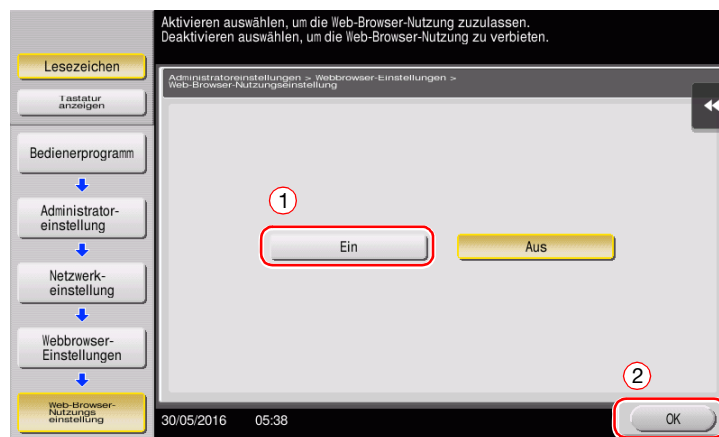 Aktivieren auswählen, um die Web-Browser-Nutzung zuzulassen.
Deaktivieren auswählen, um die Web-Browser-Nutzung zu verbieten.
Lesezeichen
Tastatur
anzeigen
Administratoreinstellungen > Webbrowser-Einstellungen >
Web-Browser-Nutzungseinstellung
Bedienerprogramm
Administrator-
einstellung
Netzwerk-
einstellung
Webbrowser-
Einstellungen
Web-Browser-
Nutzungs
einstellung
1
Ein
Aus
2
30/05/2016 05:38
OK